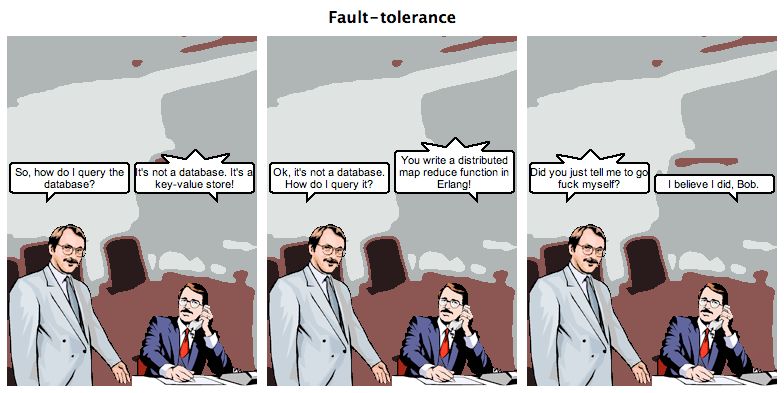 Fault-tolerance
So, how do I query the
database?
It's not a database. It's a
key-value store!
Ok, it's not a database.
How do I query it?
You write a distributed
map reduce function in
Erlang!
Did you just tell me to go
fuck myself?
I believe I did, Bob.